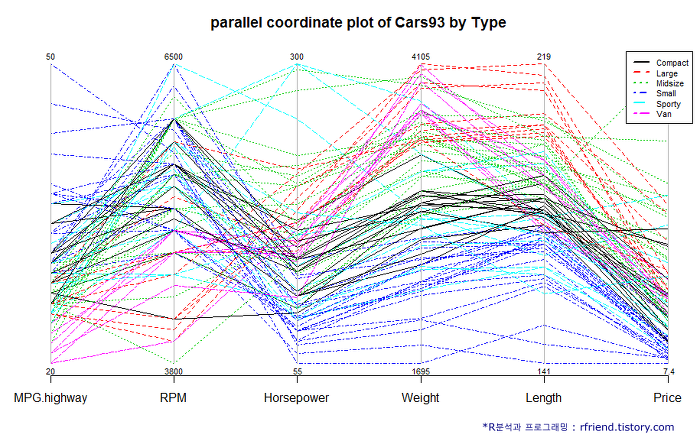 parallel coordinate plot of Cars93 by Type
50 6500 300 4105 219
Compact
Large
Midsize
Small
Sporty
Van
20 3800 55 1695 141 7.4
MPG.highway RPM Horsepower Weight Length Price
*R분석과 프로그래밍 : rfriend.tistory.com